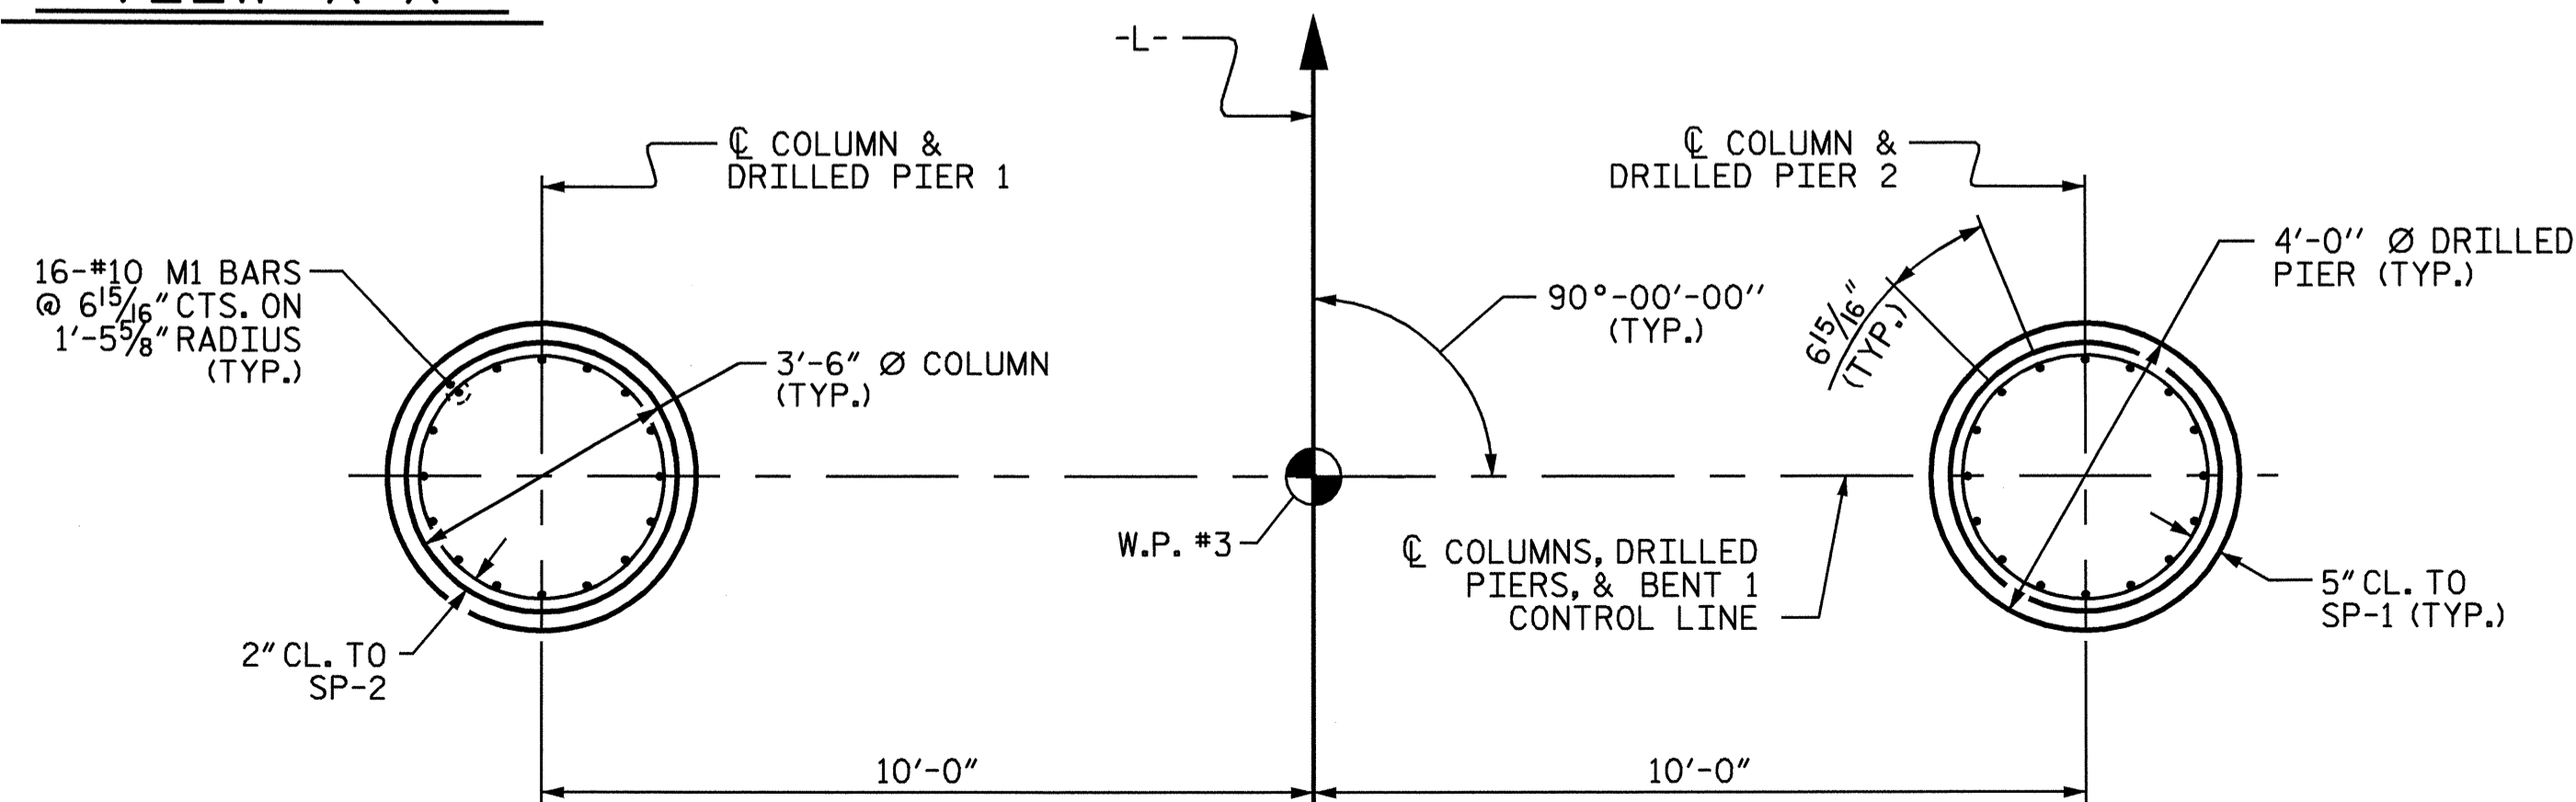 -L-
℄ COLUMN &
DRILLED PIER 1
℄ COLUMN &
DRILLED PIER 2
16-#10 M1 BARS
@ 6 15/16" CTS. ON
1'-5 5/8" RADIUS
(TYP.)
3'-6" Ø COLUMN
(TYP.)
90°-00'-00"
(TYP.)
6 15/16"
(TYP.)
4'-0" Ø DRILLED
PIER (TYP.)
W.P. #3
℄ COLUMNS, DRILLED
PIERS, & BENT 1
CONTROL LINE
5" CL. TO
SP-1 (TYP.)
2" CL. TO
SP-2
10'-0"
10'-0"